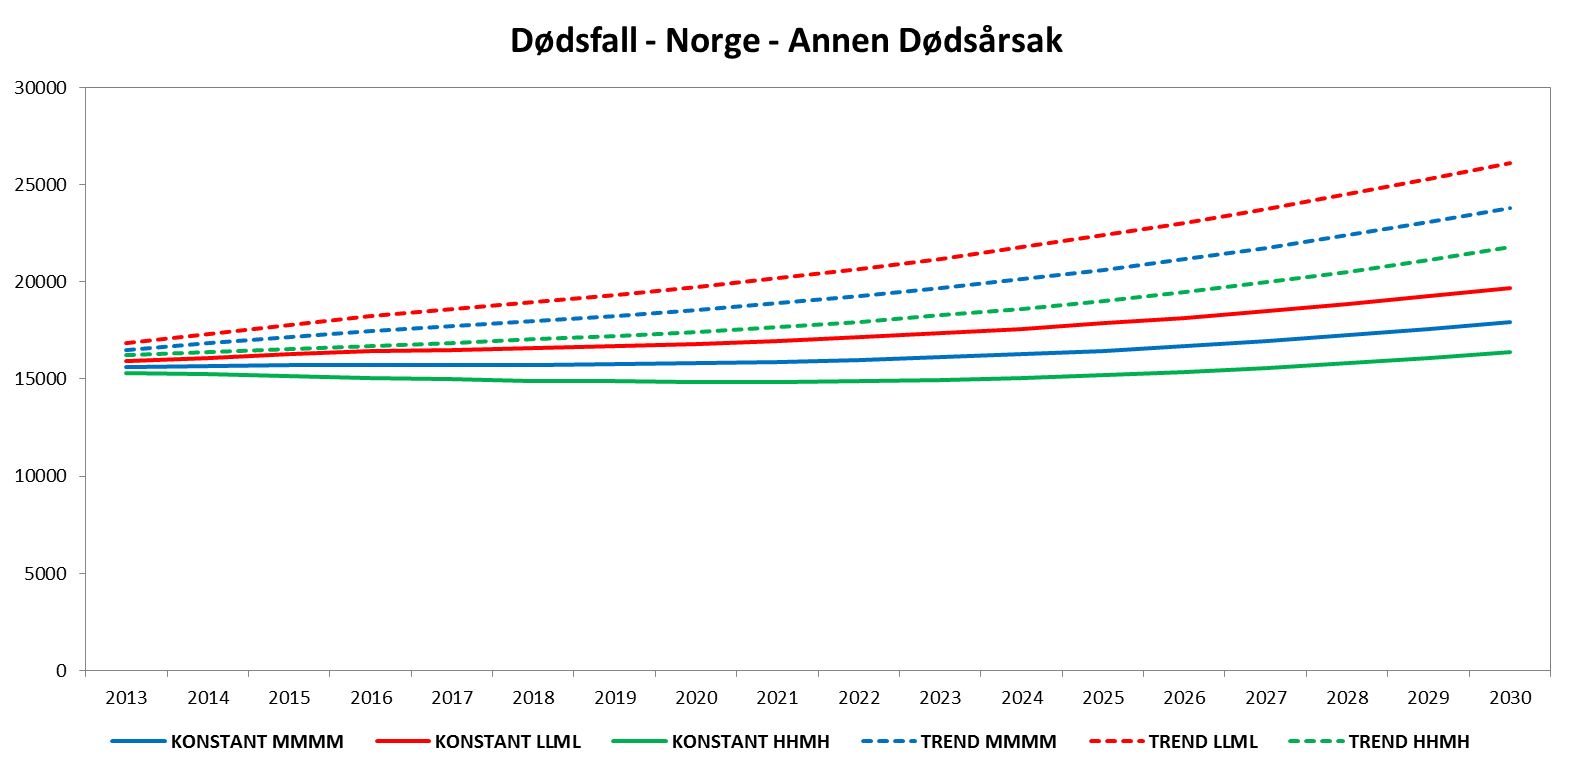 Dødsfall - Norge - Annen Dødsårsak
30000
25000
20000
15000
10000
5000
0
2013 2014 2015 2016 2017 2018 2019 2020 2021 2022 2023 2024 2025 2026 2027 2028 2029 2030
KONSTANT MMMM KONSTANT LLML KONSTANT HHMH TREND MMMM TREND LLML TREND HHMH